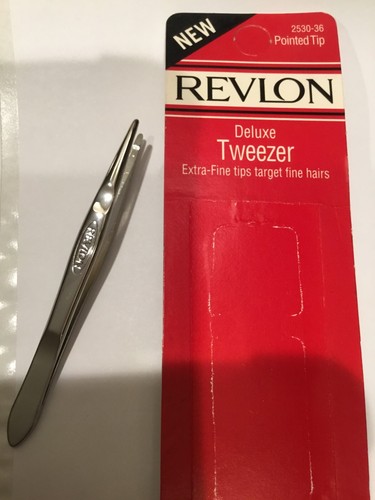 NEW
2530-36
Pointed Tip
REVLON
Deluxe
Tweezer
Extra-Fine tips target fine hairs
REVLON